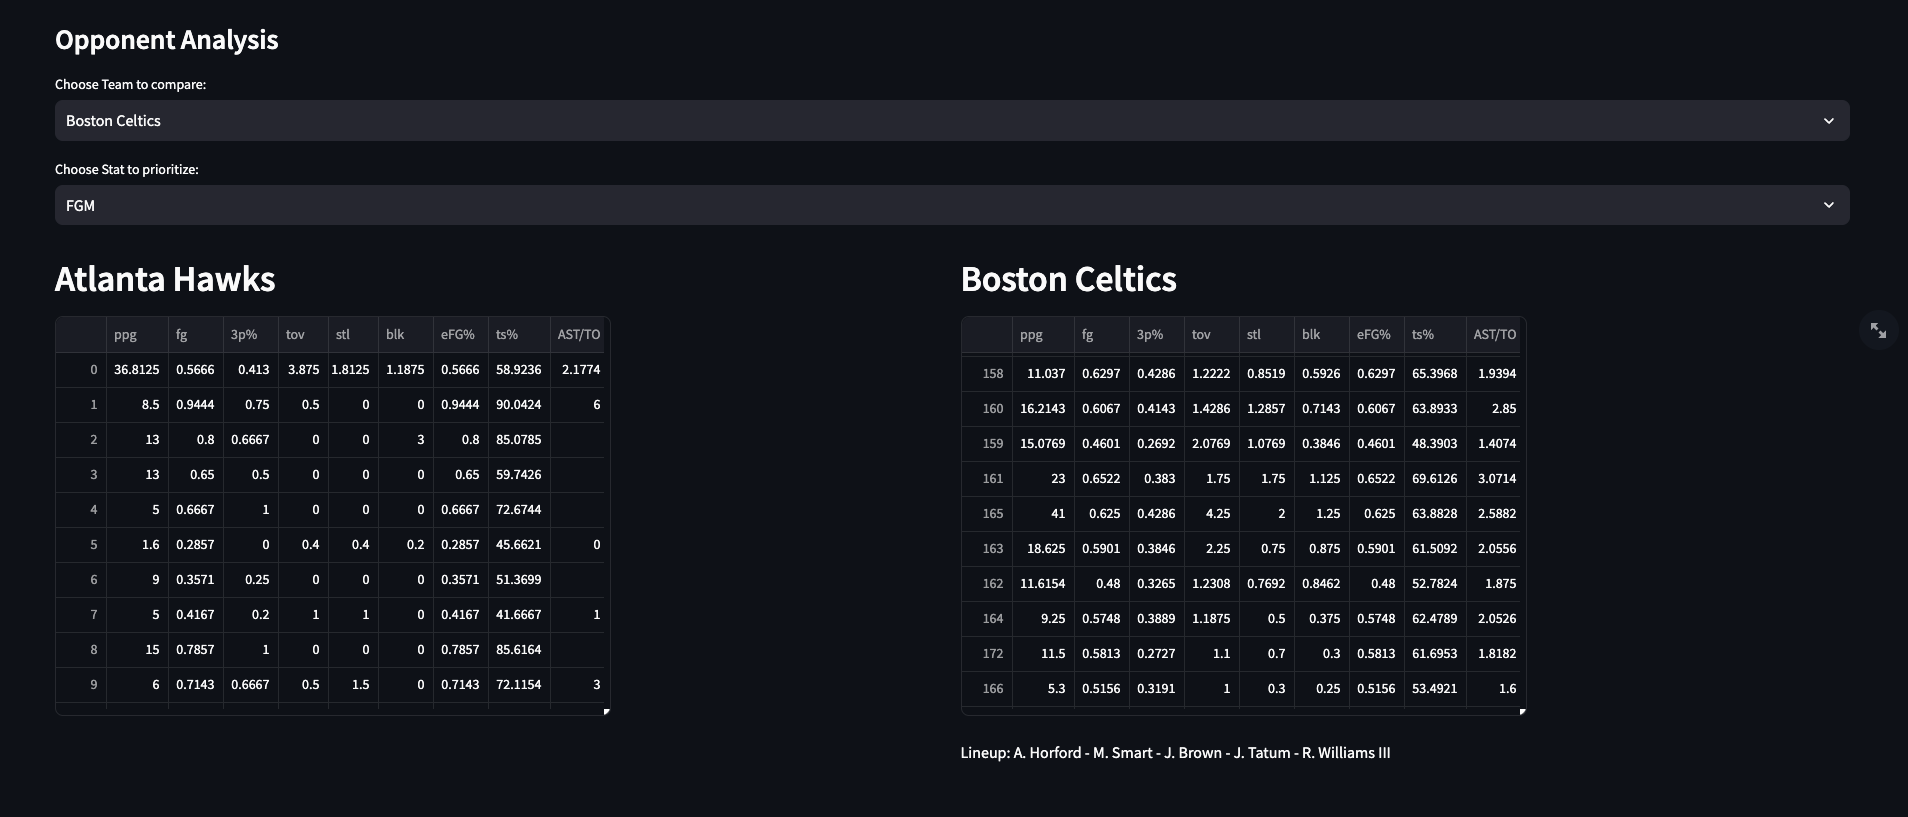 Opponent Analysis
Choose Team to compare:
Boston Celtics
Choose Stat to prioritize:
FGM
Atlanta Hawks
ppg fg 3p% tov stl blk eFG% ts% AST/TO
0 36.8125 0.5666 0.413 3.875 1.8125 1.1875 0.5666 58.9236 2.1774
1 8.5 0.9444 0.75 0.5 0 0 0.9444 90.0424 6
2 13 0.8 0.6667 0 0 3 0.8 85.0785
3 13 0.65 0.5 0 0 0 0.65 59.7426
4 5 0.6667 1 0 0 0 0.6667 72.6744
5 1.6 0.2857 0 0.4 0.4 0.2 0.2857 45.6621 0
6 9 0.3571 0.25 0 0 0 0.3571 51.3699
7 5 0.4167 0.2 1 1 0 0.4167 41.6667 1
8 15 0.7857 1 0 0 0 0.7857 85.6164
9 6 0.7143 0.6667 0.5 1.5 0 0.7143 72.1154 3
Boston Celtics
ppg fg 3p% tov stl blk eFG% ts% AST/TO
158 11.037 0.6297 0.4286 1.2222 0.8519 0.5926 0.6297 65.3968 1.9394
160 16.2143 0.6067 0.4143 1.4286 1.2857 0.7143 0.6067 63.8933 2.85
159 15.0769 0.4601 0.2692 2.0769 1.0769 0.3846 0.4601 48.3903 1.4074
161 23 0.6522 0.383 1.75 1.75 1.125 0.6522 69.6126 3.0714
165 41 0.625 0.4286 4.25 2 1.25 0.625 63.8828 2.5882
163 18.625 0.5901 0.3846 2.25 0.75 0.875 0.5901 61.5092 2.0556
162 11.6154 0.48 0.3265 1.2308 0.7692 0.8462 0.48 52.7824 1.875
164 9.25 0.5748 0.3889 1.1875 0.5 0.375 0.5748 62.4789 2.0526
172 11.5 0.5813 0.2727 1.1 0.7 0.3 0.5813 61.6953 1.8182
166 5.3 0.5156 0.3191 1 0.3 0.25 0.5156 53.4921 1.6
Lineup: A. Horford - M. Smart - J. Brown - J. Tatum - R. Williams III